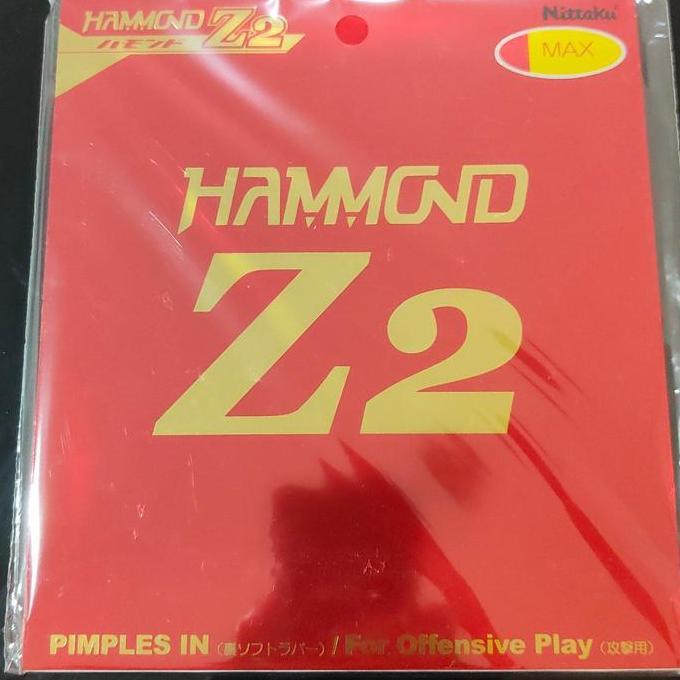 HAMMOND Z2
ハモンド
Nittaku
MAX
HAMMOND
Z2
PIMPLES IN (裏ソフトラバー) / For Offensive Play (攻撃用)